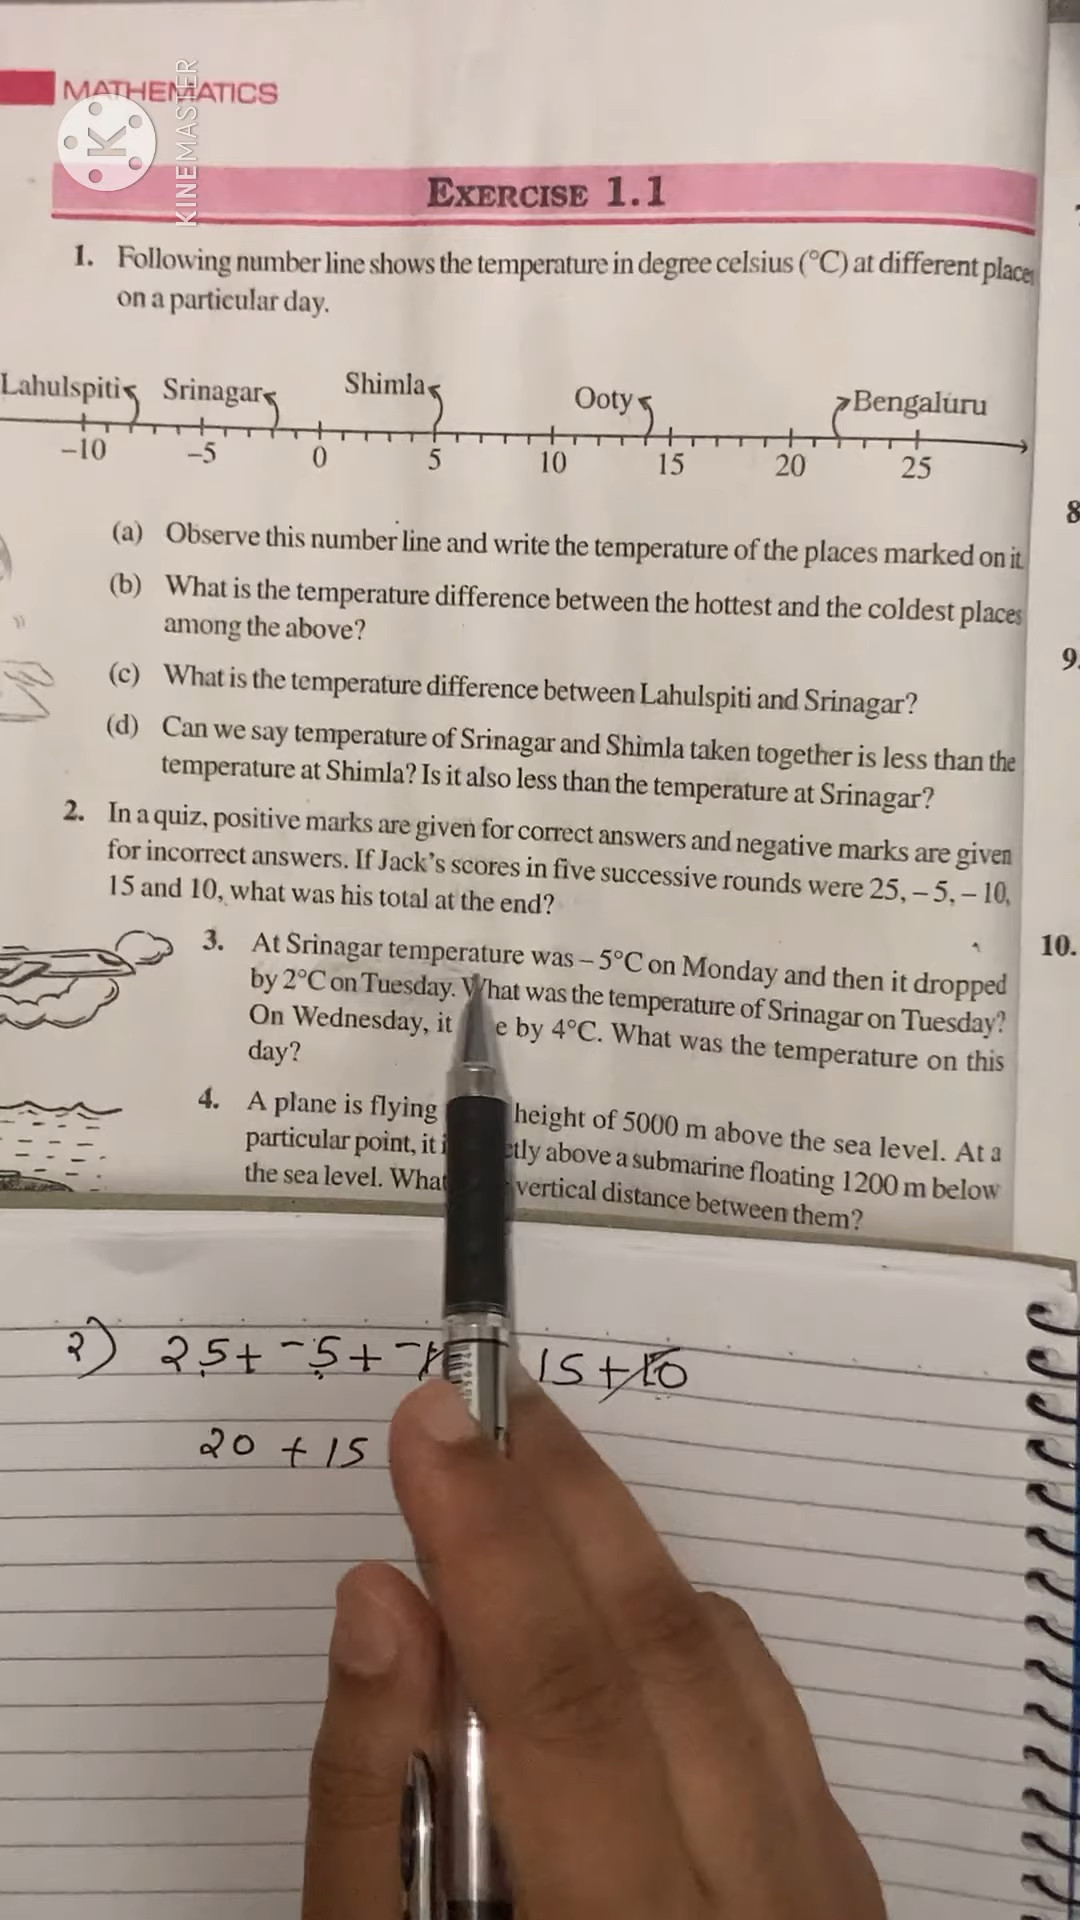 MATHEMATICS
KINEMASTER
EXERCISE 1.1
1. Following number line shows the temperature in degree celsius (°C) at different places
on a particular day.
Lahulspiti Srinagar Shimla Ooty Bengaluru
–10 –5 0 5 10 15 20 25
(a) Observe this number line and write the temperature of the places marked on it.
(b) What is the temperature difference between the hottest and the coldest places
among the above?
(c) What is the temperature difference between Lahulspiti and Srinagar?
(d) Can we say temperature of Srinagar and Shimla taken together is less than the
temperature at Shimla? Is it also less than the temperature at Srinagar?
2. In a quiz, positive marks are given for correct answers and negative marks are given
for incorrect answers. If Jack's scores in five successive rounds were 25, – 5, – 10,
15 and 10, what was his total at the end?
3. At Srinagar temperature was – 5°C on Monday and then it dropped
by 2°C on Tuesday. What was the temperature of Srinagar on Tuesday?
On Wednesday, it by 4°C. What was the temperature on this
day?
4. A plane is flying height of 5000 m above the sea level. At a
particular point, it above a submarine floating 1200 m below
the sea level. What vertical distance between them?
8
9.
10.
2) 25 + -5 + 15 + 10
20 + 15